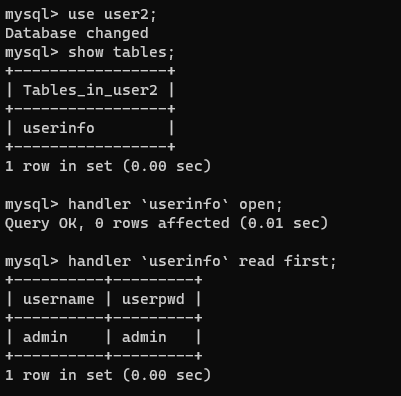 mysql> use user2;
Database changed
mysql> show tables;
+-----------------+
| Tables_in_user2 |
+-----------------+
| userinfo        |
+-----------------+
1 row in set (0.00 sec)

mysql> handler `userinfo` open;
Query OK, 0 rows affected (0.01 sec)

mysql> handler `userinfo` read first;
+----------+---------+
| username | userpwd |
+----------+---------+
| admin    | admin   |
+----------+---------+
1 row in set (0.00 sec)